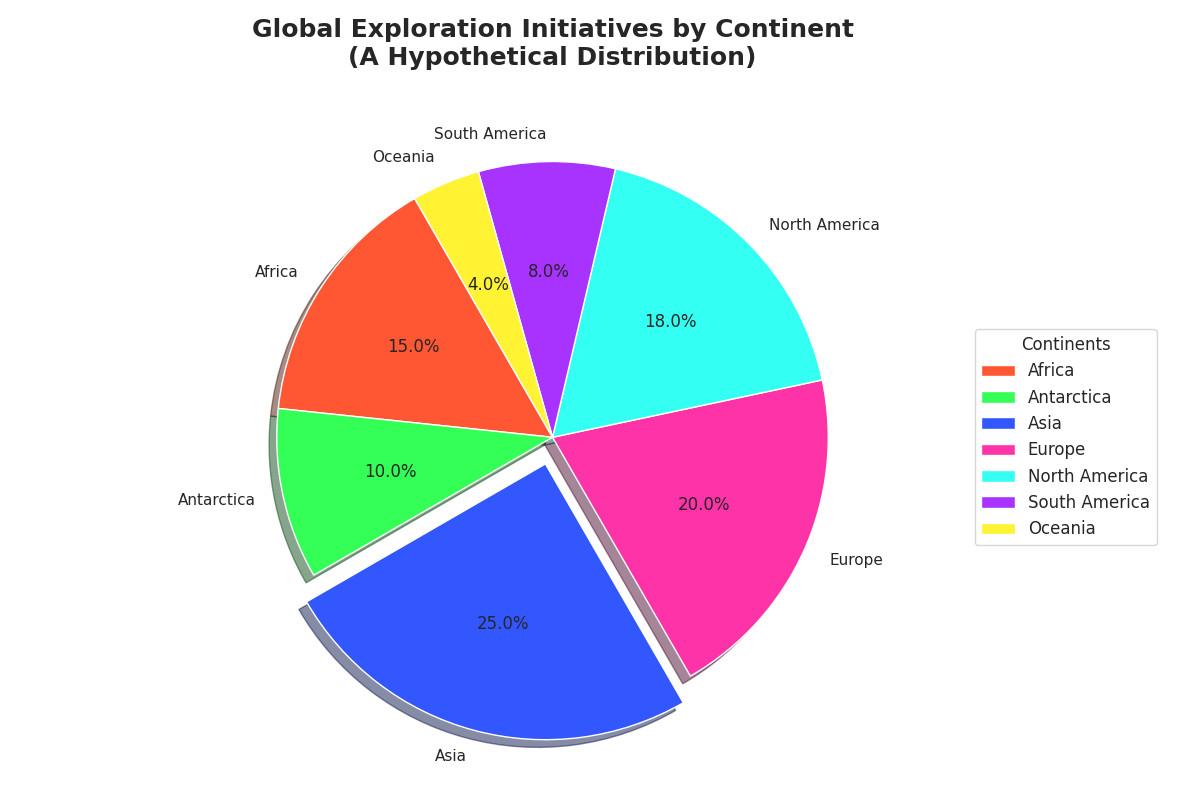 Global Exploration Initiatives by Continent
(A Hypothetical Distribution)
South America
Oceania
North America
Africa
8.0%
4.0%
18.0%
15.0%
Continents
Africa
Antarctica
Asia
Europe
North America
South America
Oceania
10.0%
Antarctica
20.0%
Europe
25.0%
Asia